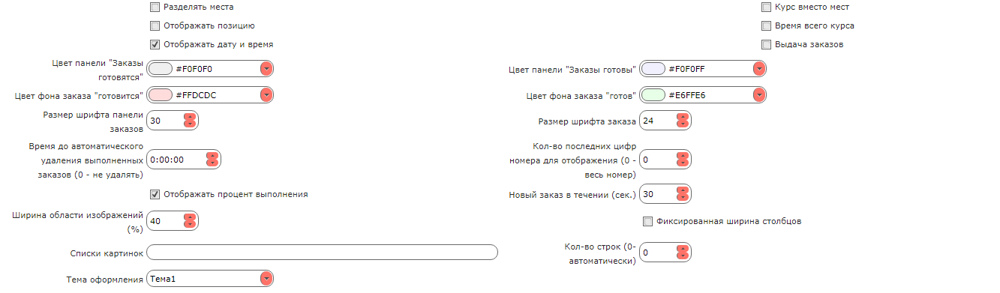 Разделять места
Курс вместо мест
Отображать позицию
Время всего курса
Отображать дату и время
Выдача заказов
Цвет панели "Заказы
готовятся"
#F0F0F0
Цвет панели "Заказы готовы"
#F0F0FF
Цвет фона заказа "готовится"
#FFDCDC
Цвет фона заказа "готов"
#E6FFE6
Размер шрифта панели
заказов
30
Размер шрифта заказа
24
Время до автоматического
удаления выполненных
заказов (0 - не удалять)
0:00:00
Кол-во последних цифр
номера для отображения (0 -
весь номер)
0
Отображать процент выполнения
Новый заказ в течении (сек.)
30
Ширина области изображений
(%)
40
Фиксированная ширина столбцов
Списки картинок
Кол-во строк (0-
автоматически)
0
Тема оформления
Тема1